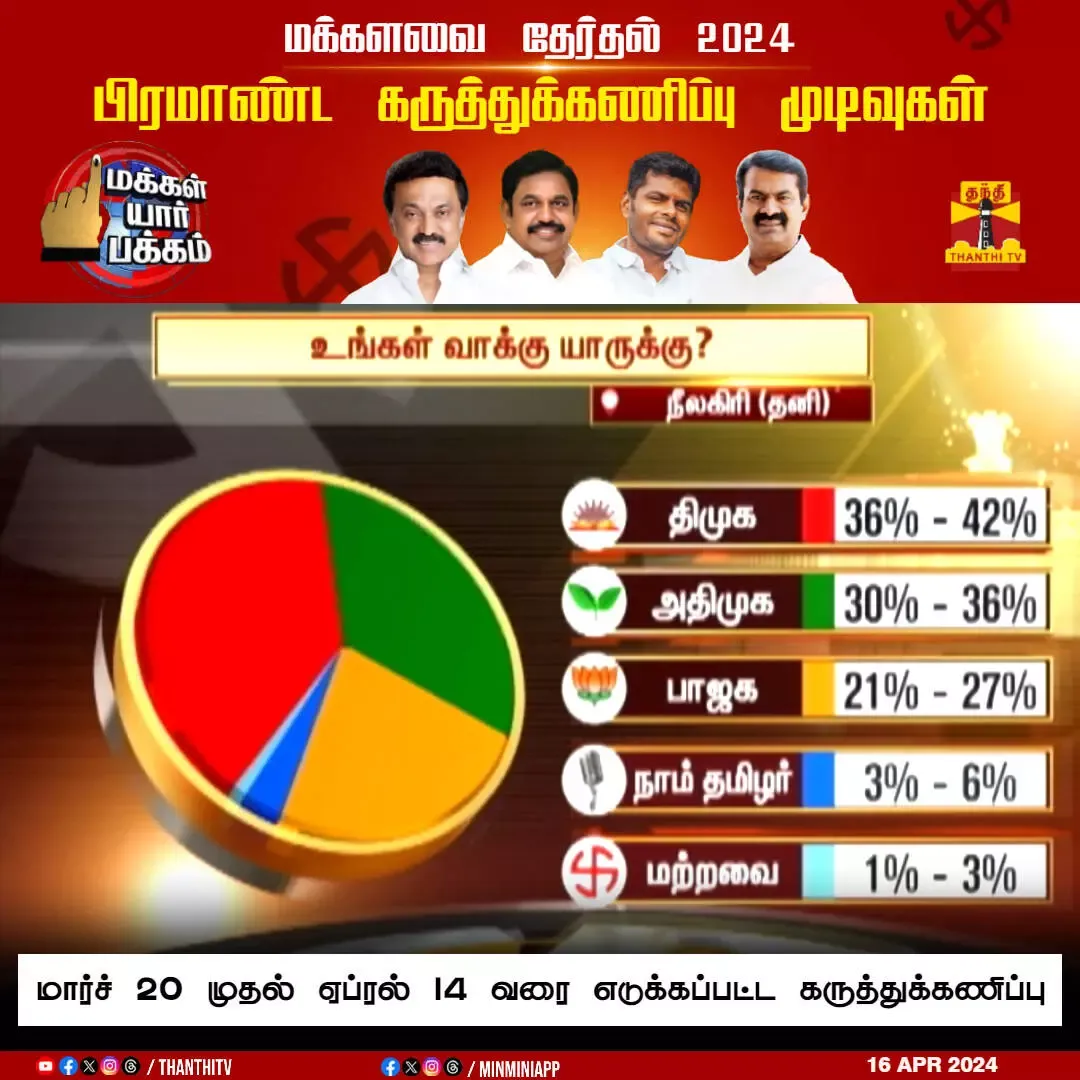 மக்களவை தேர்தல் 2024
பிரமாண்ட கருத்துக்கணிப்பு முடிவுகள்
மக்கள்
யார்
பக்கம்
தந்தீ
THANTHI TV
உங்கள் வாக்கு யாருக்கு?
நீலகிரி (தனி)
திமுக 36% - 42%
அதிமுக 30% - 36%
பாஜக 21% - 27%
நாம் தமிழர் 3% - 6%
மற்றவை 1% - 3%
மார்ச் 20 முதல் ஏப்ரல் 14 வரை எடுக்கப்பட்ட கருத்துக்கணிப்பு
/ THANTHITV
/ MINMINIAPP
16 APR 2024